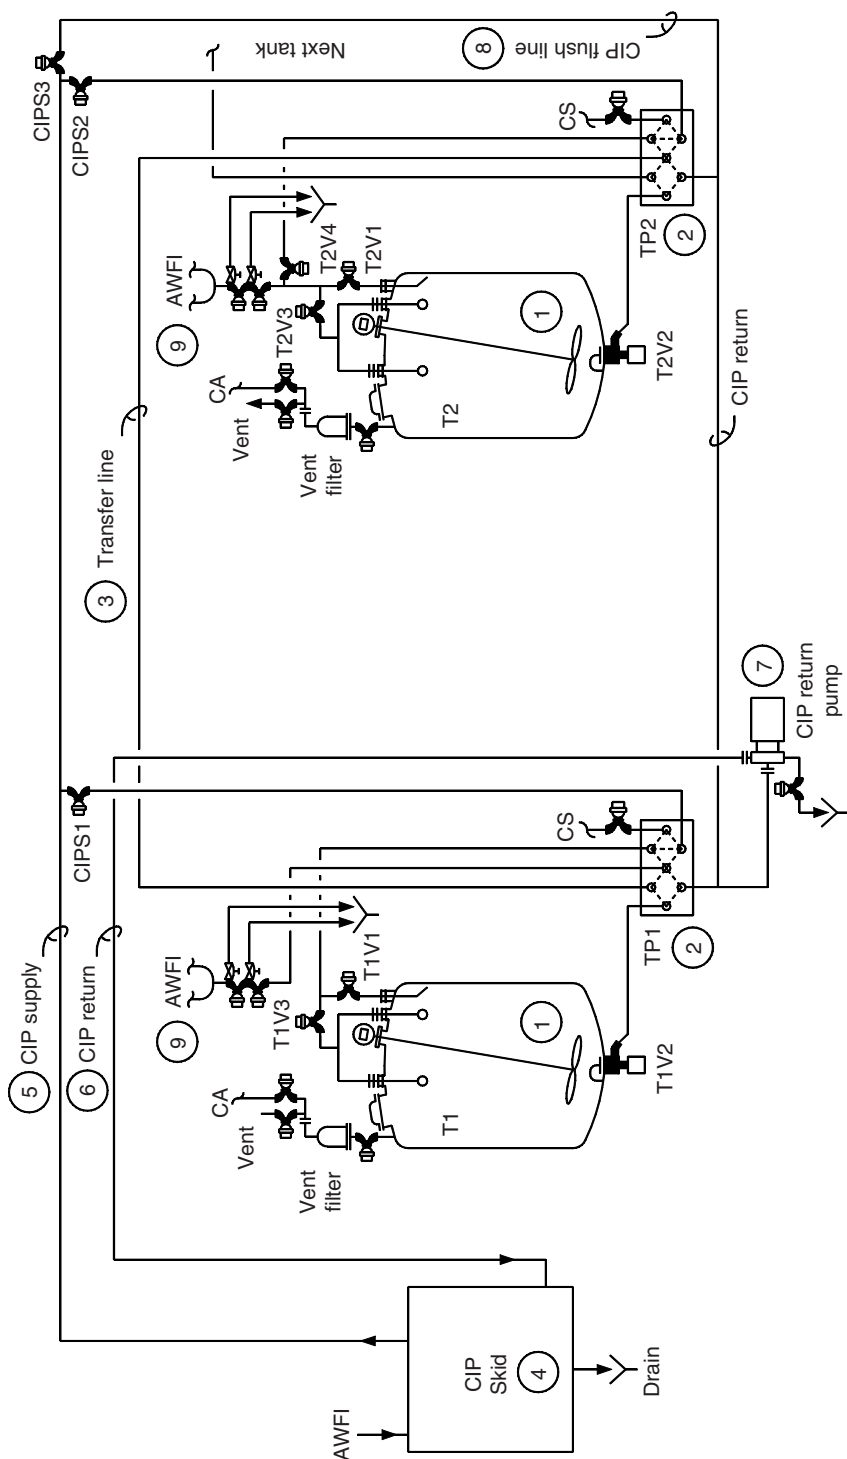 5 CIP supply
6 CIP return
3 Transfer line
CIPS1
CIPS3
CIPS2
Next tank
8 CIP flush line
AWFI
9
AWFI
9
CA
Vent
Vent
filter
T1V3
T1V1
T1
1
T1V2
CS
TP1
2
CA
Vent
Vent
filter
T2V3
T2V4
T2V1
T2
1
T2V2
CS
TP2
2
CIP return
7
CIP return
pump
AWFI
CIP
Skid
4
Drain